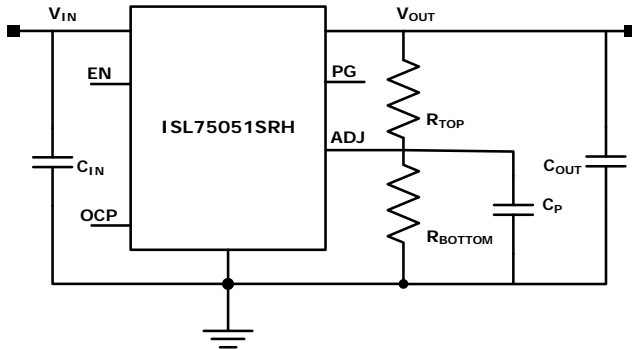 VIN
VOUT
EN
PG
ISL75051SRH
RTOP
ADJ
CIN
COUT
OCP
CP
RBOTTOM